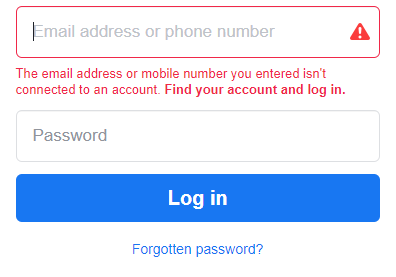 Email address or phone number
The email address or mobile number you entered isn't
connected to an account. Find your account and log in.
Password
Log in
Forgotten password?